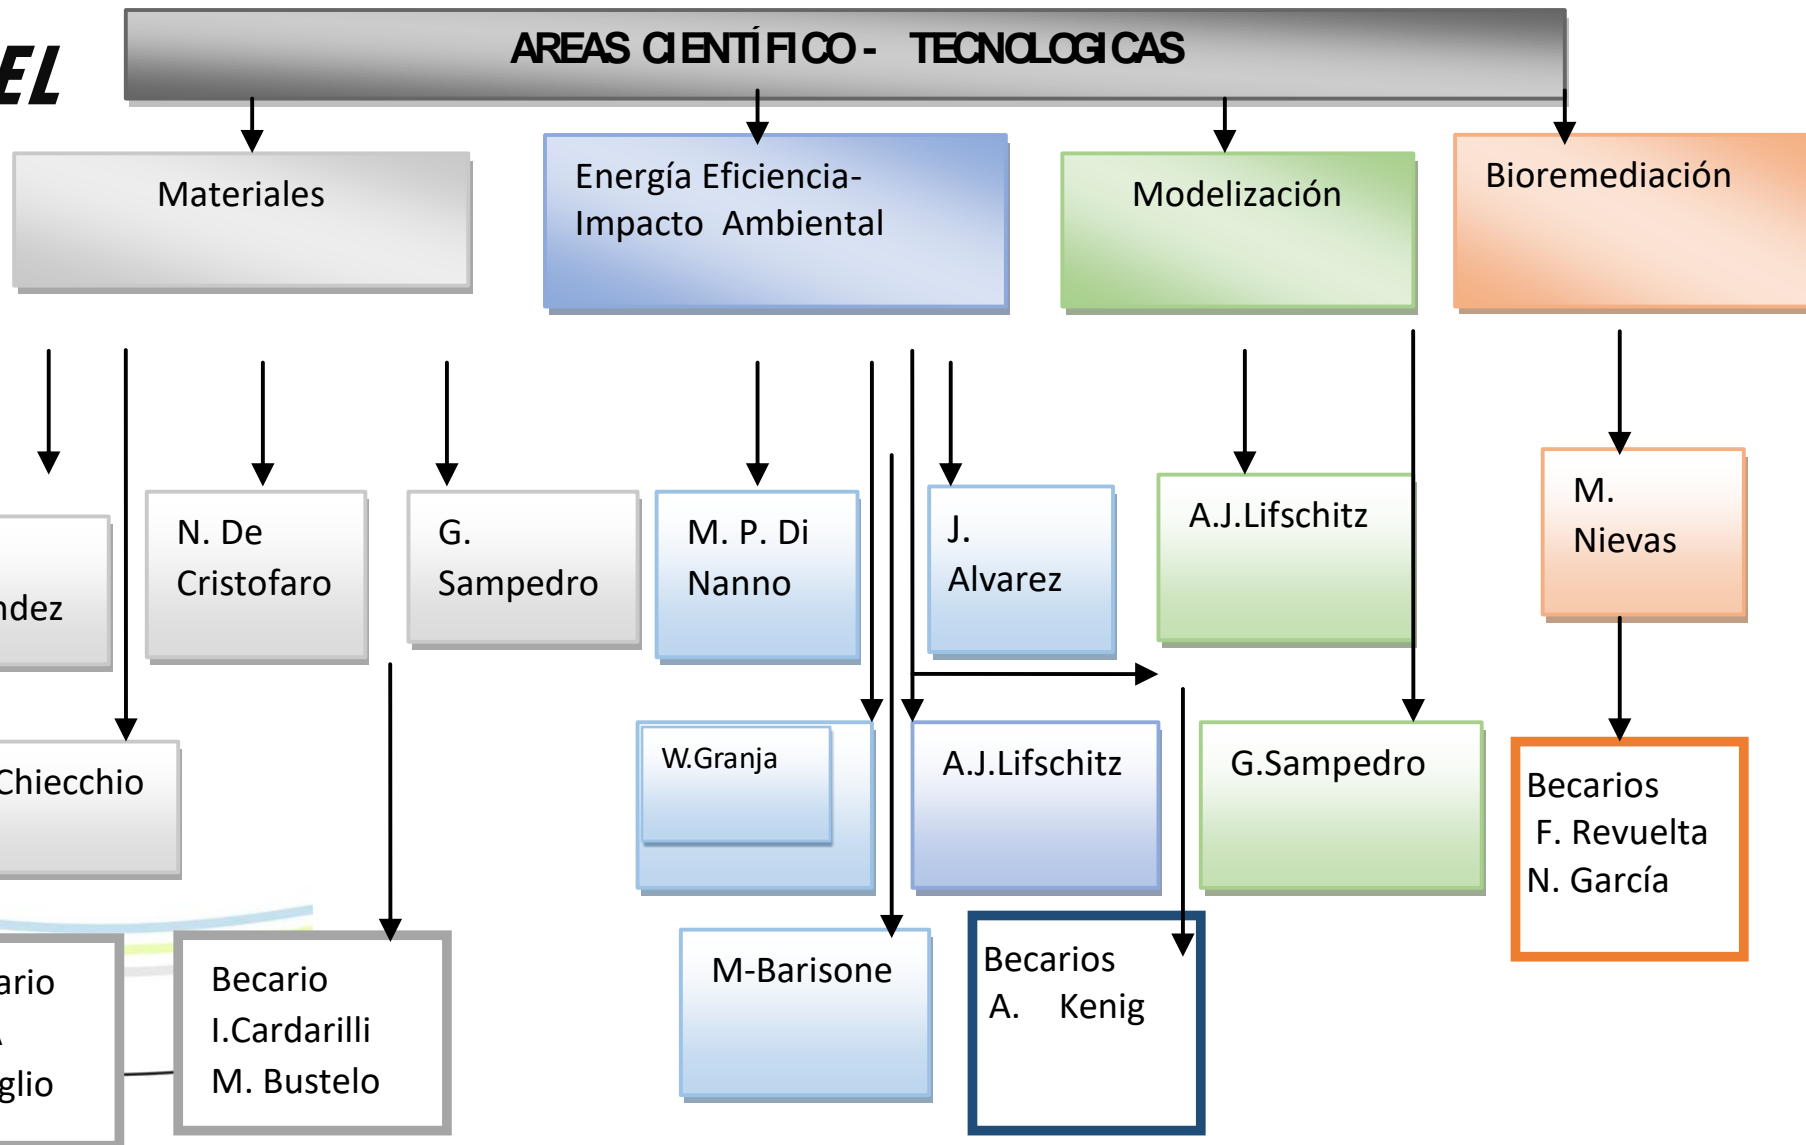 EL
AREAS CIENTÍFICO - TECNOLOGICAS
Materiales
Energía Eficiencia-
Impacto Ambiental
Modelización
Bioremediación
ndez
N. De
Cristofaro
G.
Sampedro
M. P. Di
Nanno
J.
Alvarez
A.J.Lifschitz
M.
Nievas
Chiecchio
W.Granja
A.J.Lifschitz
G.Sampedro
Becarios
F. Revuelta
N. García
ario
glio
Becario
I.Cardarilli
M. Bustelo
M-Barisone
Becarios
A. Kenig